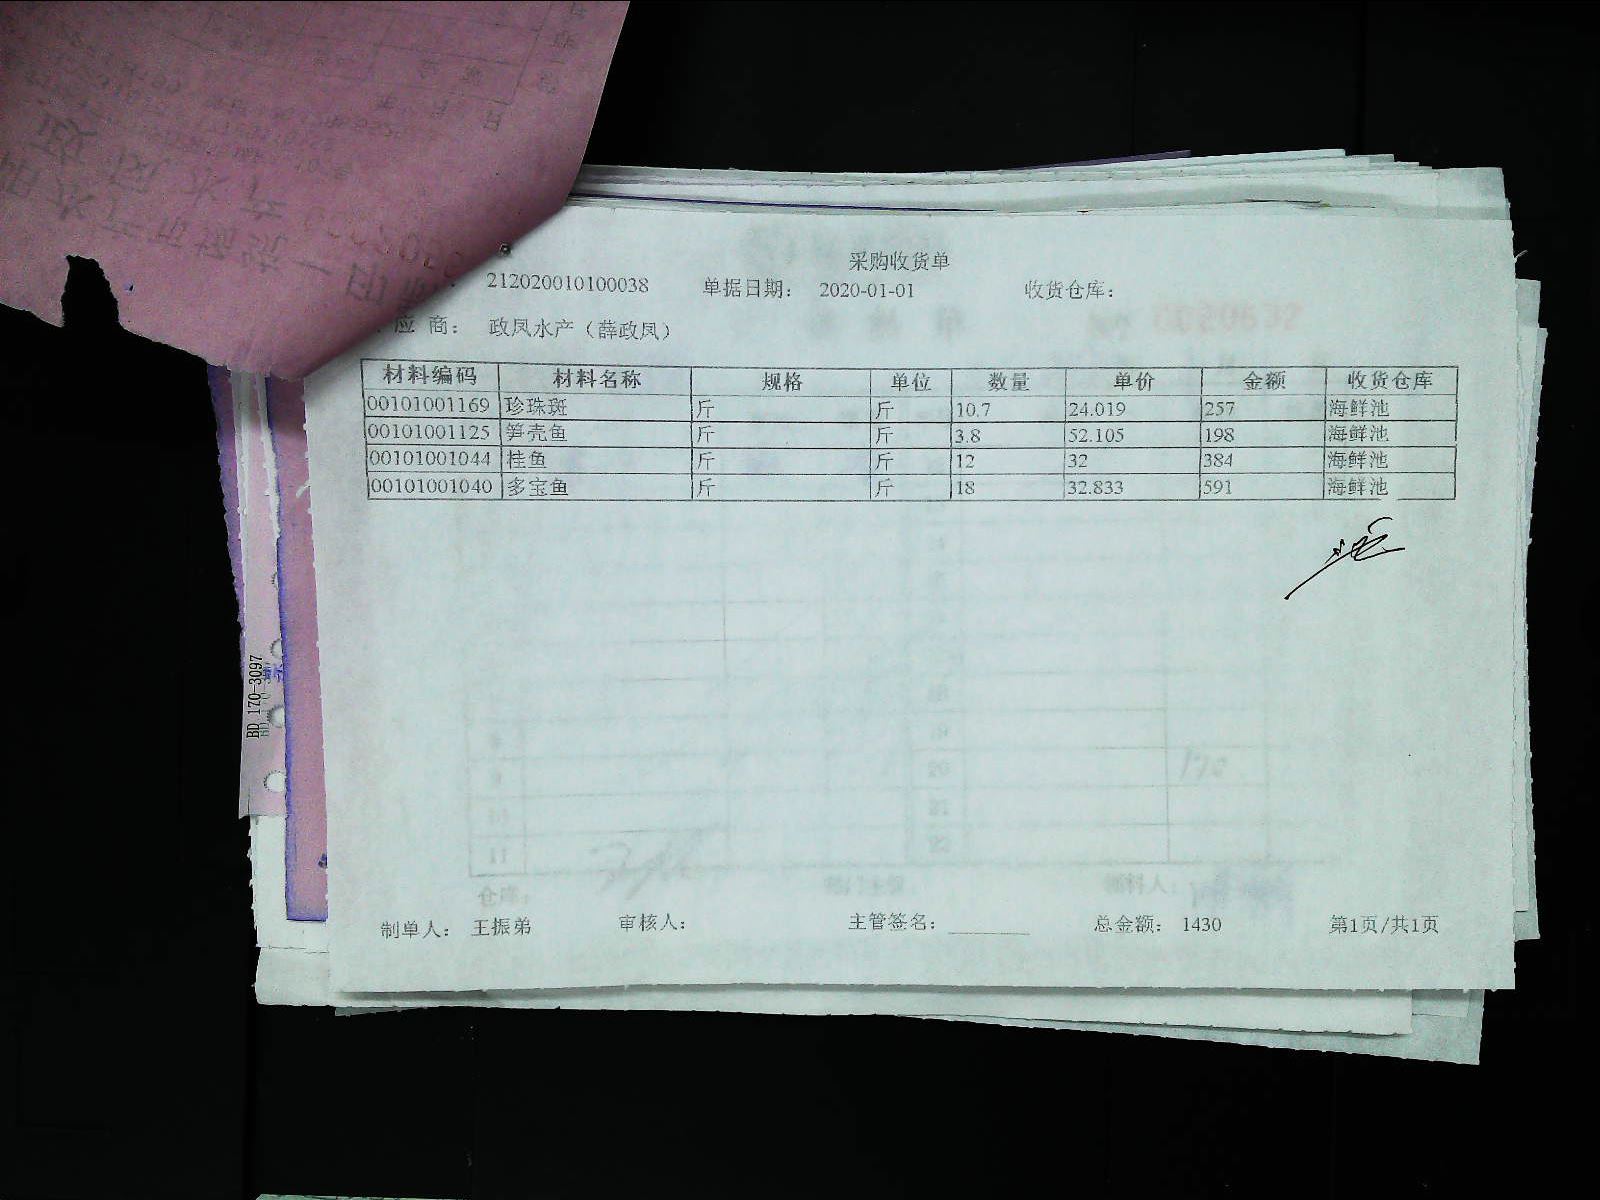 采购收货单
212020010100038 单据日期： 2020-01-01 收货仓库：
应 商： 政凤水产（薛政凤）
材料编码 材料名称 规格 单位 数量 单价 金额 收货仓库
00101001169 珍珠斑 斤 斤 10.7 24.019 257 海鲜池
00101001125 笋壳鱼 斤 斤 3.8 52.105 198 海鲜池
00101001044 桂鱼 斤 斤 12 32 384 海鲜池
00101001040 多宝鱼 斤 斤 18 32.833 591 海鲜池
BD 170-3097
制单人： 王振弟 审核人： 主管签名： 总金额： 1430 第1页/共1页